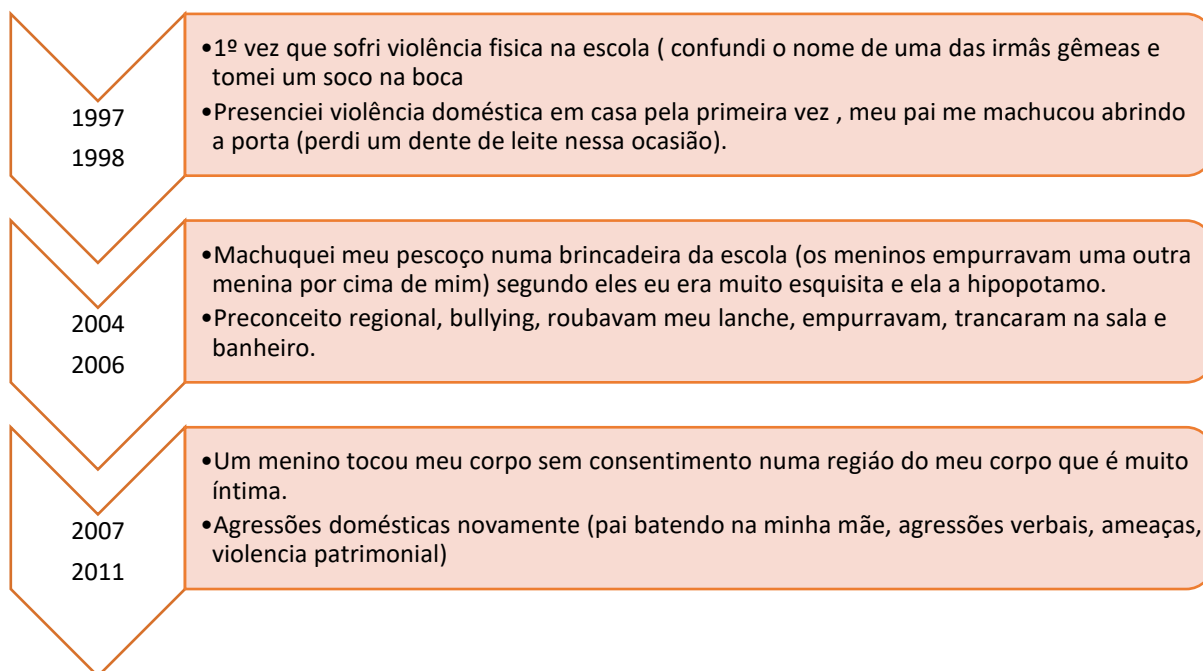 1997
1998
•1º vez que sofri violência fisica na escola ( confundi o nome de uma das irmâs gêmeas e
tomei um soco na boca
•Presenciei violência doméstica em casa pela primeira vez , meu pai me machucou abrindo
a porta (perdi um dente de leite nessa ocasião).
2004
2006
•Machuquei meu pescoço numa brincadeira da escola (os meninos empurravam uma outra
menina por cima de mim) segundo eles eu era muito esquisita e ela a hipopotamo.
•Preconceito regional, bullying, roubavam meu lanche, empurravam, trancaram na sala e
banheiro.
2007
2011
•Um menino tocou meu corpo sem consentimento numa regiáo do meu corpo que é muito
íntima.
•Agressões domésticas novamente (pai batendo na minha mãe, agressões verbais, ameaças,
violencia patrimonial)